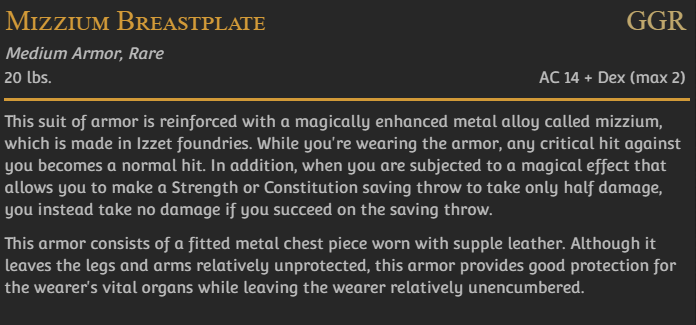 Mizzium Breastplate GGR
Medium Armor, Rare
20 lbs. AC 14 + Dex (max 2)
This suit of armor is reinforced with a magically enhanced metal alloy called mizzium,
which is made in Izzet foundries. While you're wearing the armor, any critical hit against
you becomes a normal hit. In addition, when you are subjected to a magical effect that
allows you to make a Strength or Constitution saving throw to take only half damage,
you instead take no damage if you succeed on the saving throw.
This armor consists of a fitted metal chest piece worn with supple leather. Although it
leaves the legs and arms relatively unprotected, this armor provides good protection for
the wearer's vital organs while leaving the wearer relatively unencumbered.